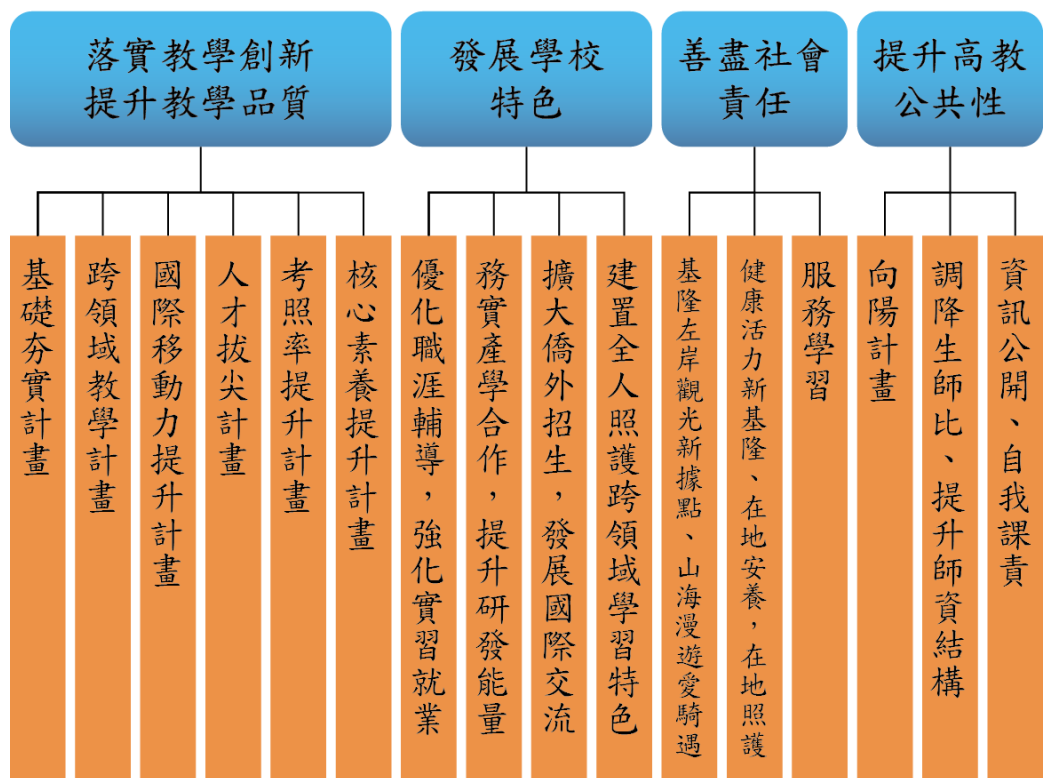 落實教學創新
提升教學品質
發展學校
特色
善盡社會
責任
提升高教
公共性
基礎夯實計畫
跨領域教學計畫
國際移動力提升計畫
人才拔尖計畫
考照率提升計畫
核心素養提升計畫
優化職涯輔導，強化實習就業
務實產學合作，提升研發能量
擴大僑外招生，發展國際交流
建置全人照護跨領域學習特色
基隆左岸觀光新據點、山海漫遊愛騎遇
健康活力新基隆、在地安養，在地照護
服務學習
向陽計畫
調降生師比、提升師資結構
資訊公開、自我課責